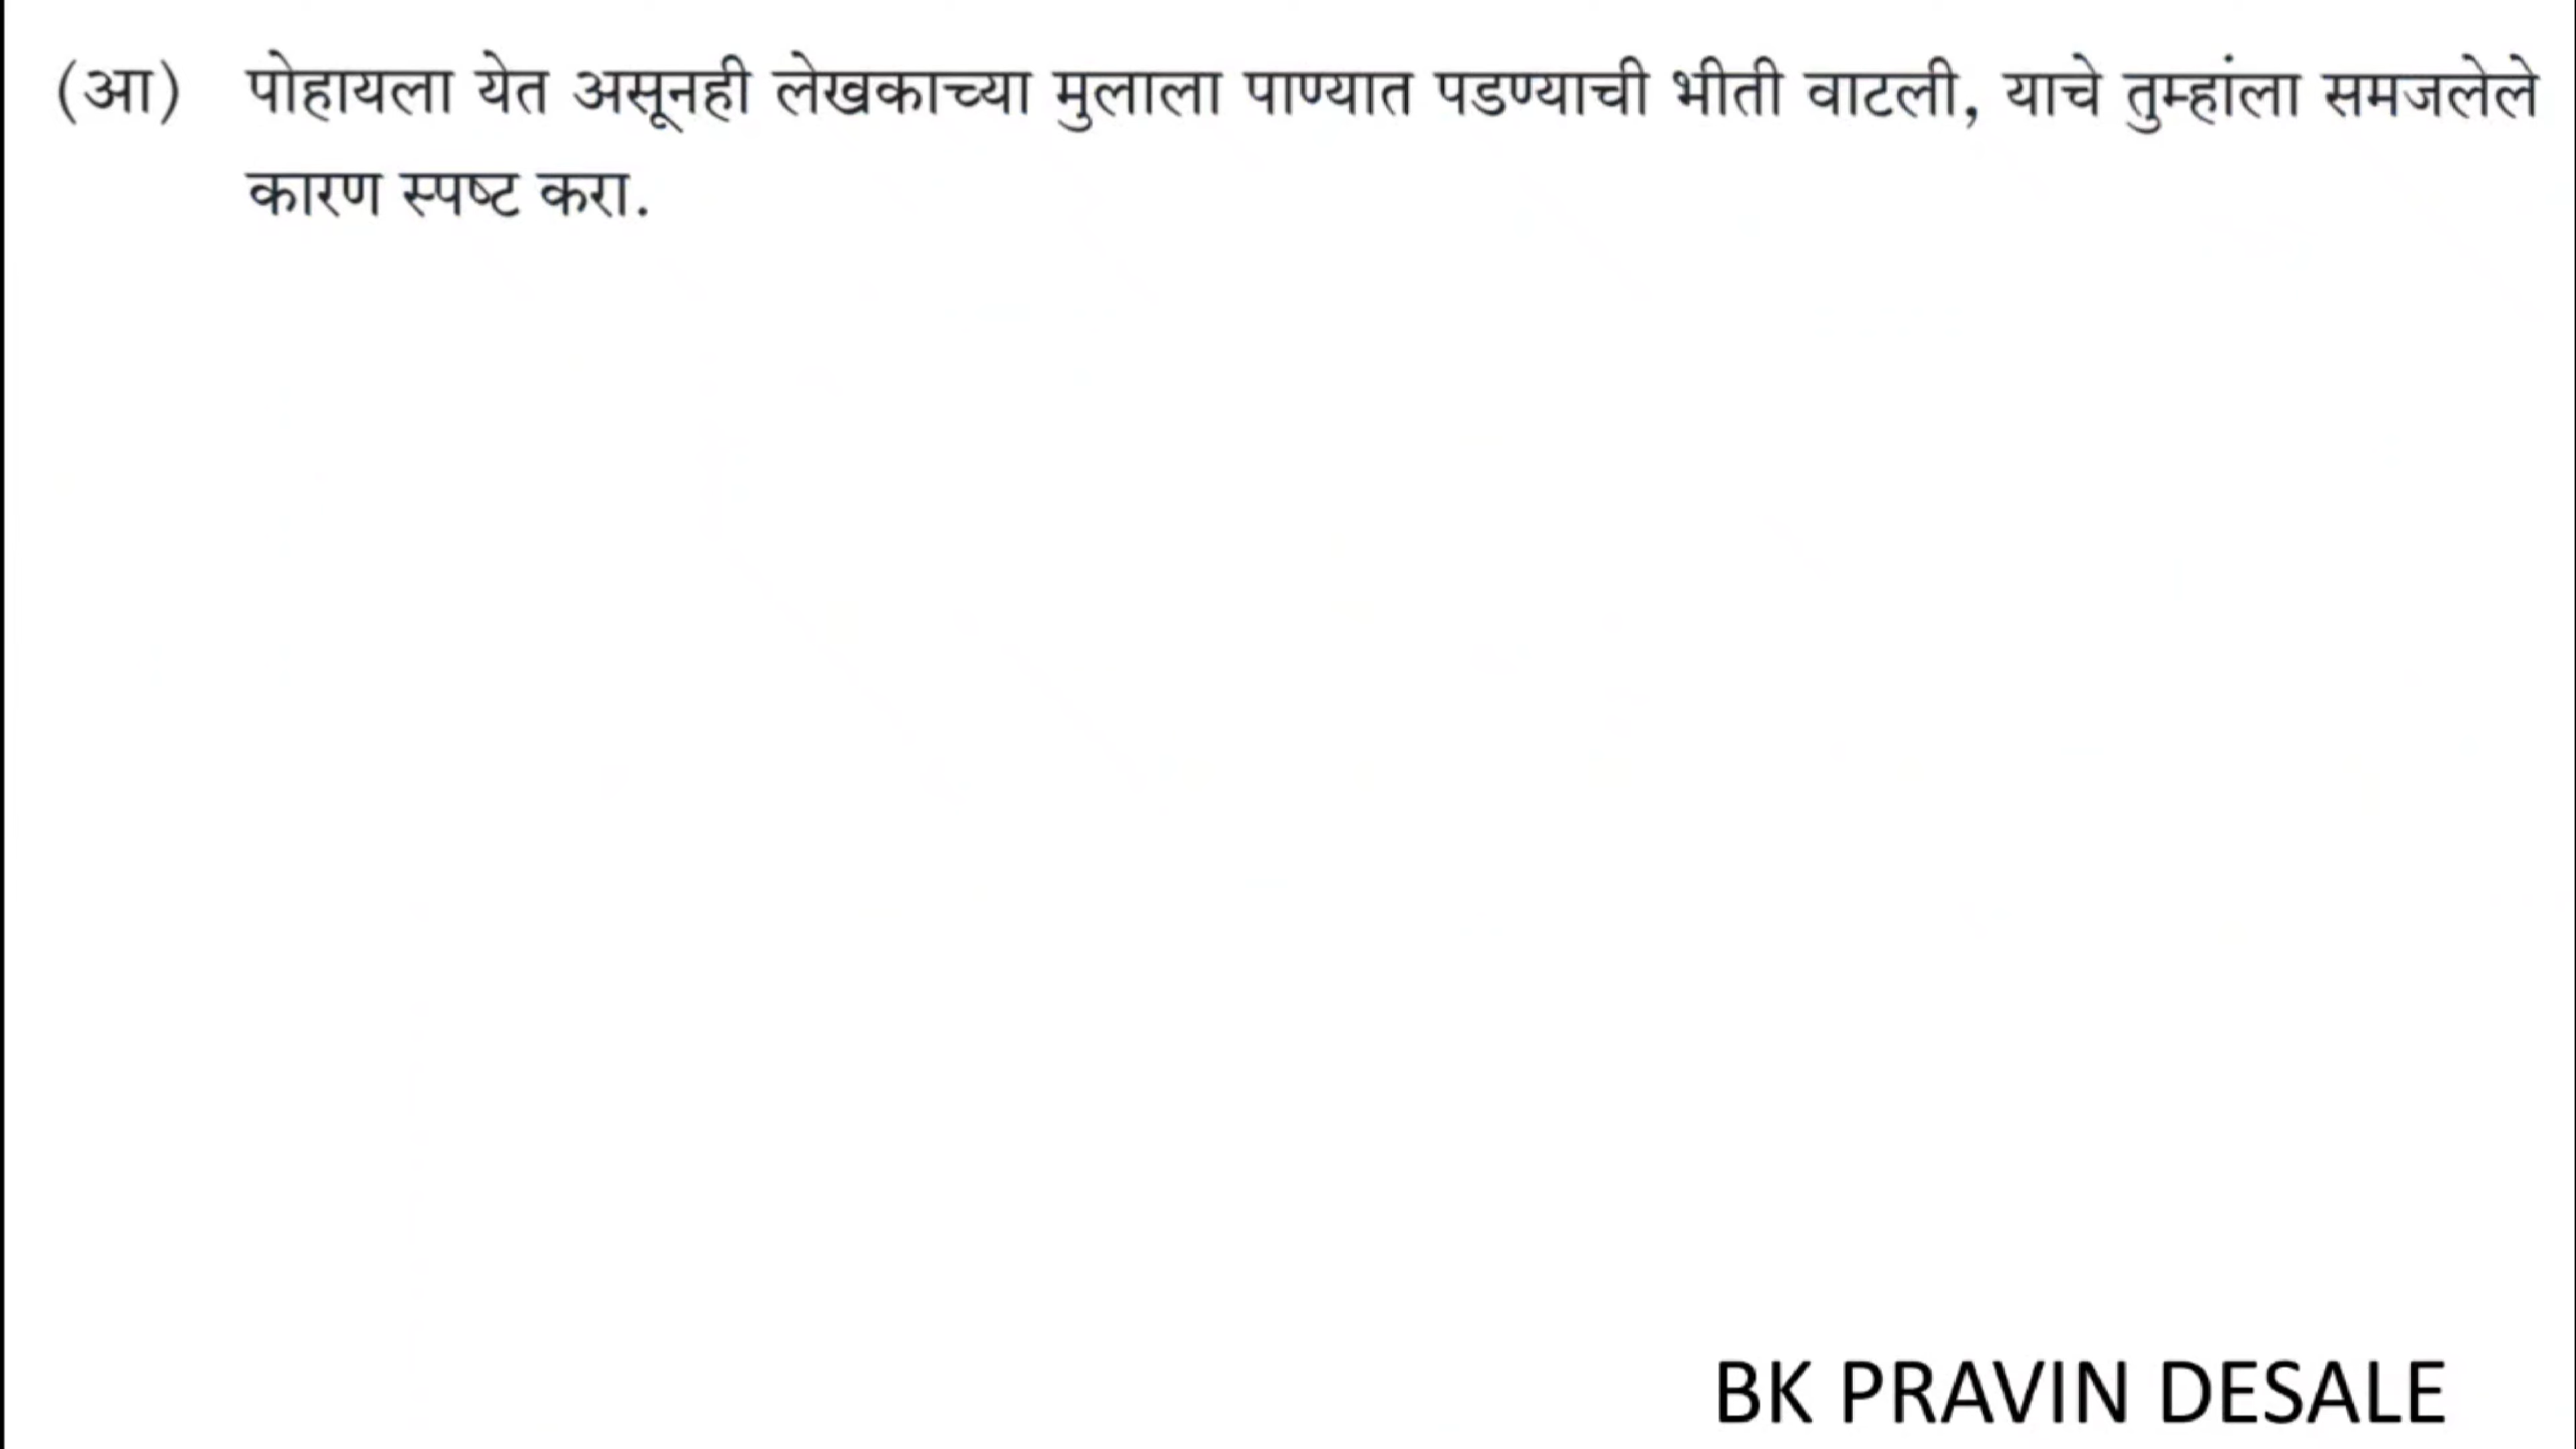 (आ) पोहायला येत असूनही लेखकाच्या मुलाला पाण्यात पडण्याची भीती वाटली, याचे तुम्हांला समजलेले
कारण स्पष्ट करा.
BK PRAVIN DESALE